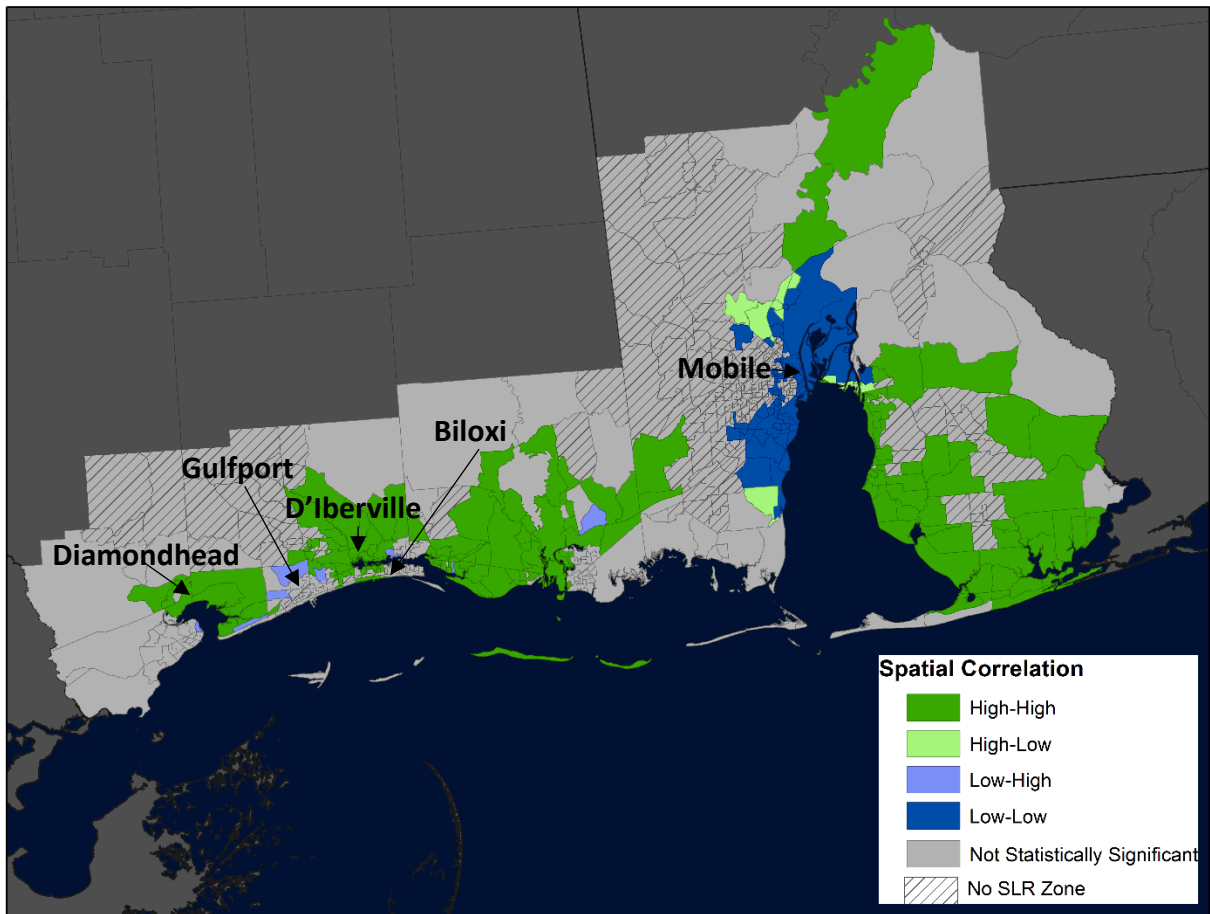 Mobile
Biloxi
Gulfport
D'Iberville
Diamondhead
Spatial Correlation
High-High
High-Low
Low-High
Low-Low
Not Statistically Significant
No SLR Zone